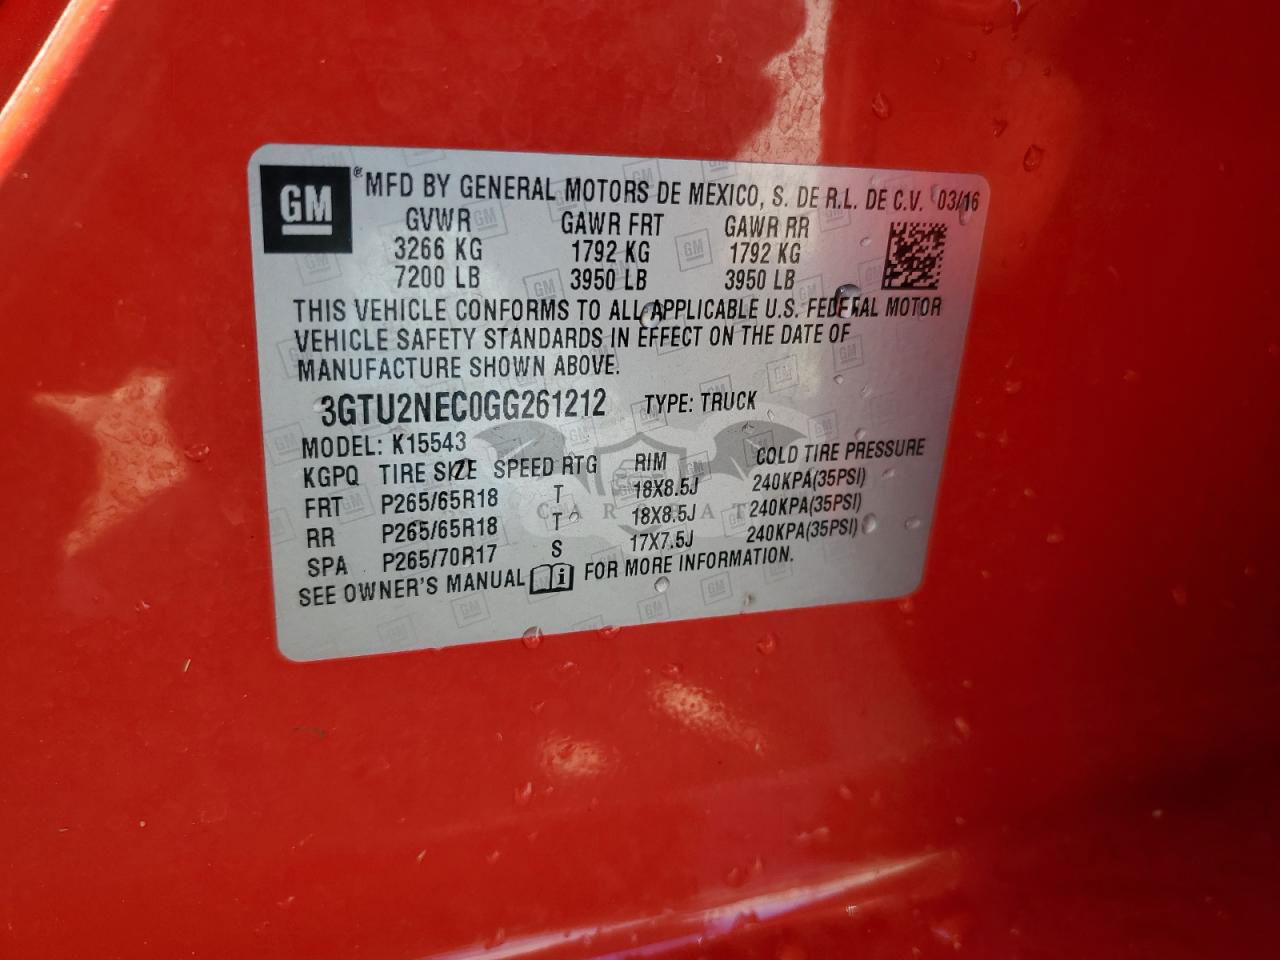 GM ® MFD BY GENERAL MOTORS DE MEXICO, S. DE R.L. DE C.V. 03/16
GVWR GAWR FRT GAWR RR
3266 KG 1792 KG 1792 KG
7200 LB 3950 LB 3950 LB
THIS VEHICLE CONFORMS TO ALL APPLICABLE U.S. FEDERAL MOTOR
VEHICLE SAFETY STANDARDS IN EFFECT ON THE DATE OF
MANUFACTURE SHOWN ABOVE.
3GTU2NEC0GG261212 TYPE: TRUCK
MODEL: K15543
KGPQ TIRE SIZE SPEED RTG RIM COLD TIRE PRESSURE
FRT P265/65R18 T 18X8.5J 240KPA(35PSI)
RR P265/65R18 T 18X8.5J 240KPA(35PSI)
SPA P265/70R17 S 17X7.5J 240KPA(35PSI)
SEE OWNER'S MANUAL i FOR MORE INFORMATION.